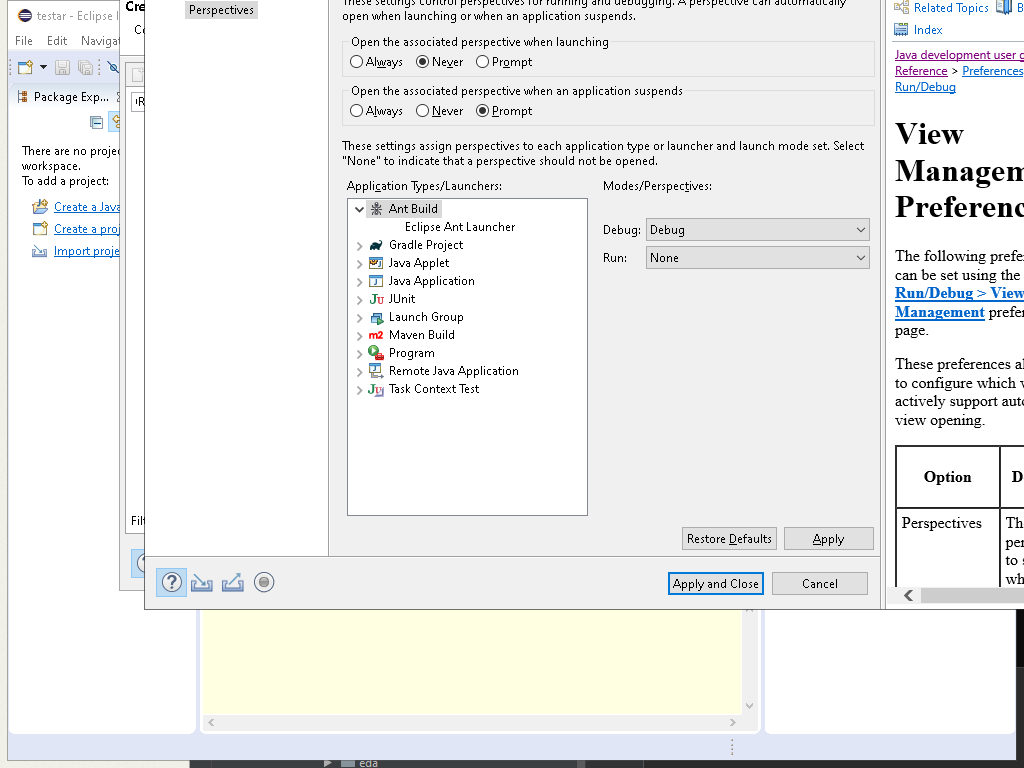 testar - Eclipse I
File Edit Navigat
Package Exp...
There are no proje
workspace.
To add a project:
Create a Java
Create a proj
Import proje
Cre
Perspectives
These settings control perspectives for running and debugging. A perspective can automatically
open when launching or when an application suspends.
Open the associated perspective when launching
Always Never Prompt
Open the associated perspective when an application suspends
Always Never Prompt
These settings assign perspectives to each application type or launcher and launch mode set. Select
"None" to indicate that a perspective should not be opened.
Application Types/Launchers:
Modes/Perspectives:
Ant Build
Eclipse Ant Launcher
Gradle Project
Java Applet
Java Application
JUnit
Launch Group
Maven Build
Program
Remote Java Application
Task Context Test
Debug: Debug
Run: None
Filt
Restore Defaults Apply
Apply and Close Cancel
Related Topics B
Index
Java development user g
Reference > Preferences
Run/Debug
View
Managem
Preferenc
The following prefer
can be set using the
Run/Debug > View
Management prefer
page.
These preferences al
to configure which v
actively support auto
view opening.
Option D
Perspectives The
per
to s
wh
eda